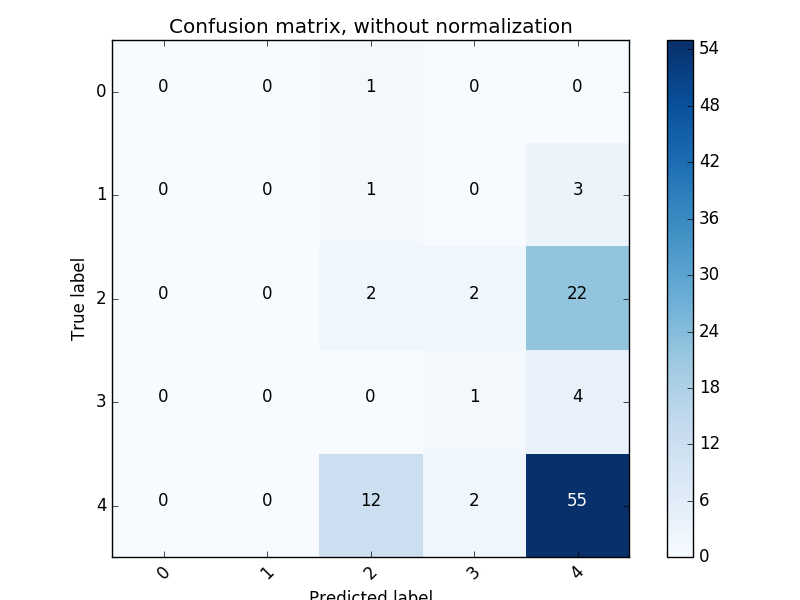 Confusion matrix, without normalization
0 0 0 1 0 0
1 0 0 1 0 3
2 0 0 2 2 22
3 0 0 0 1 4
4 0 0 12 2 55
0 1 2 3 4
True label
Predicted label
54
48
42
36
30
24
18
12
6
0